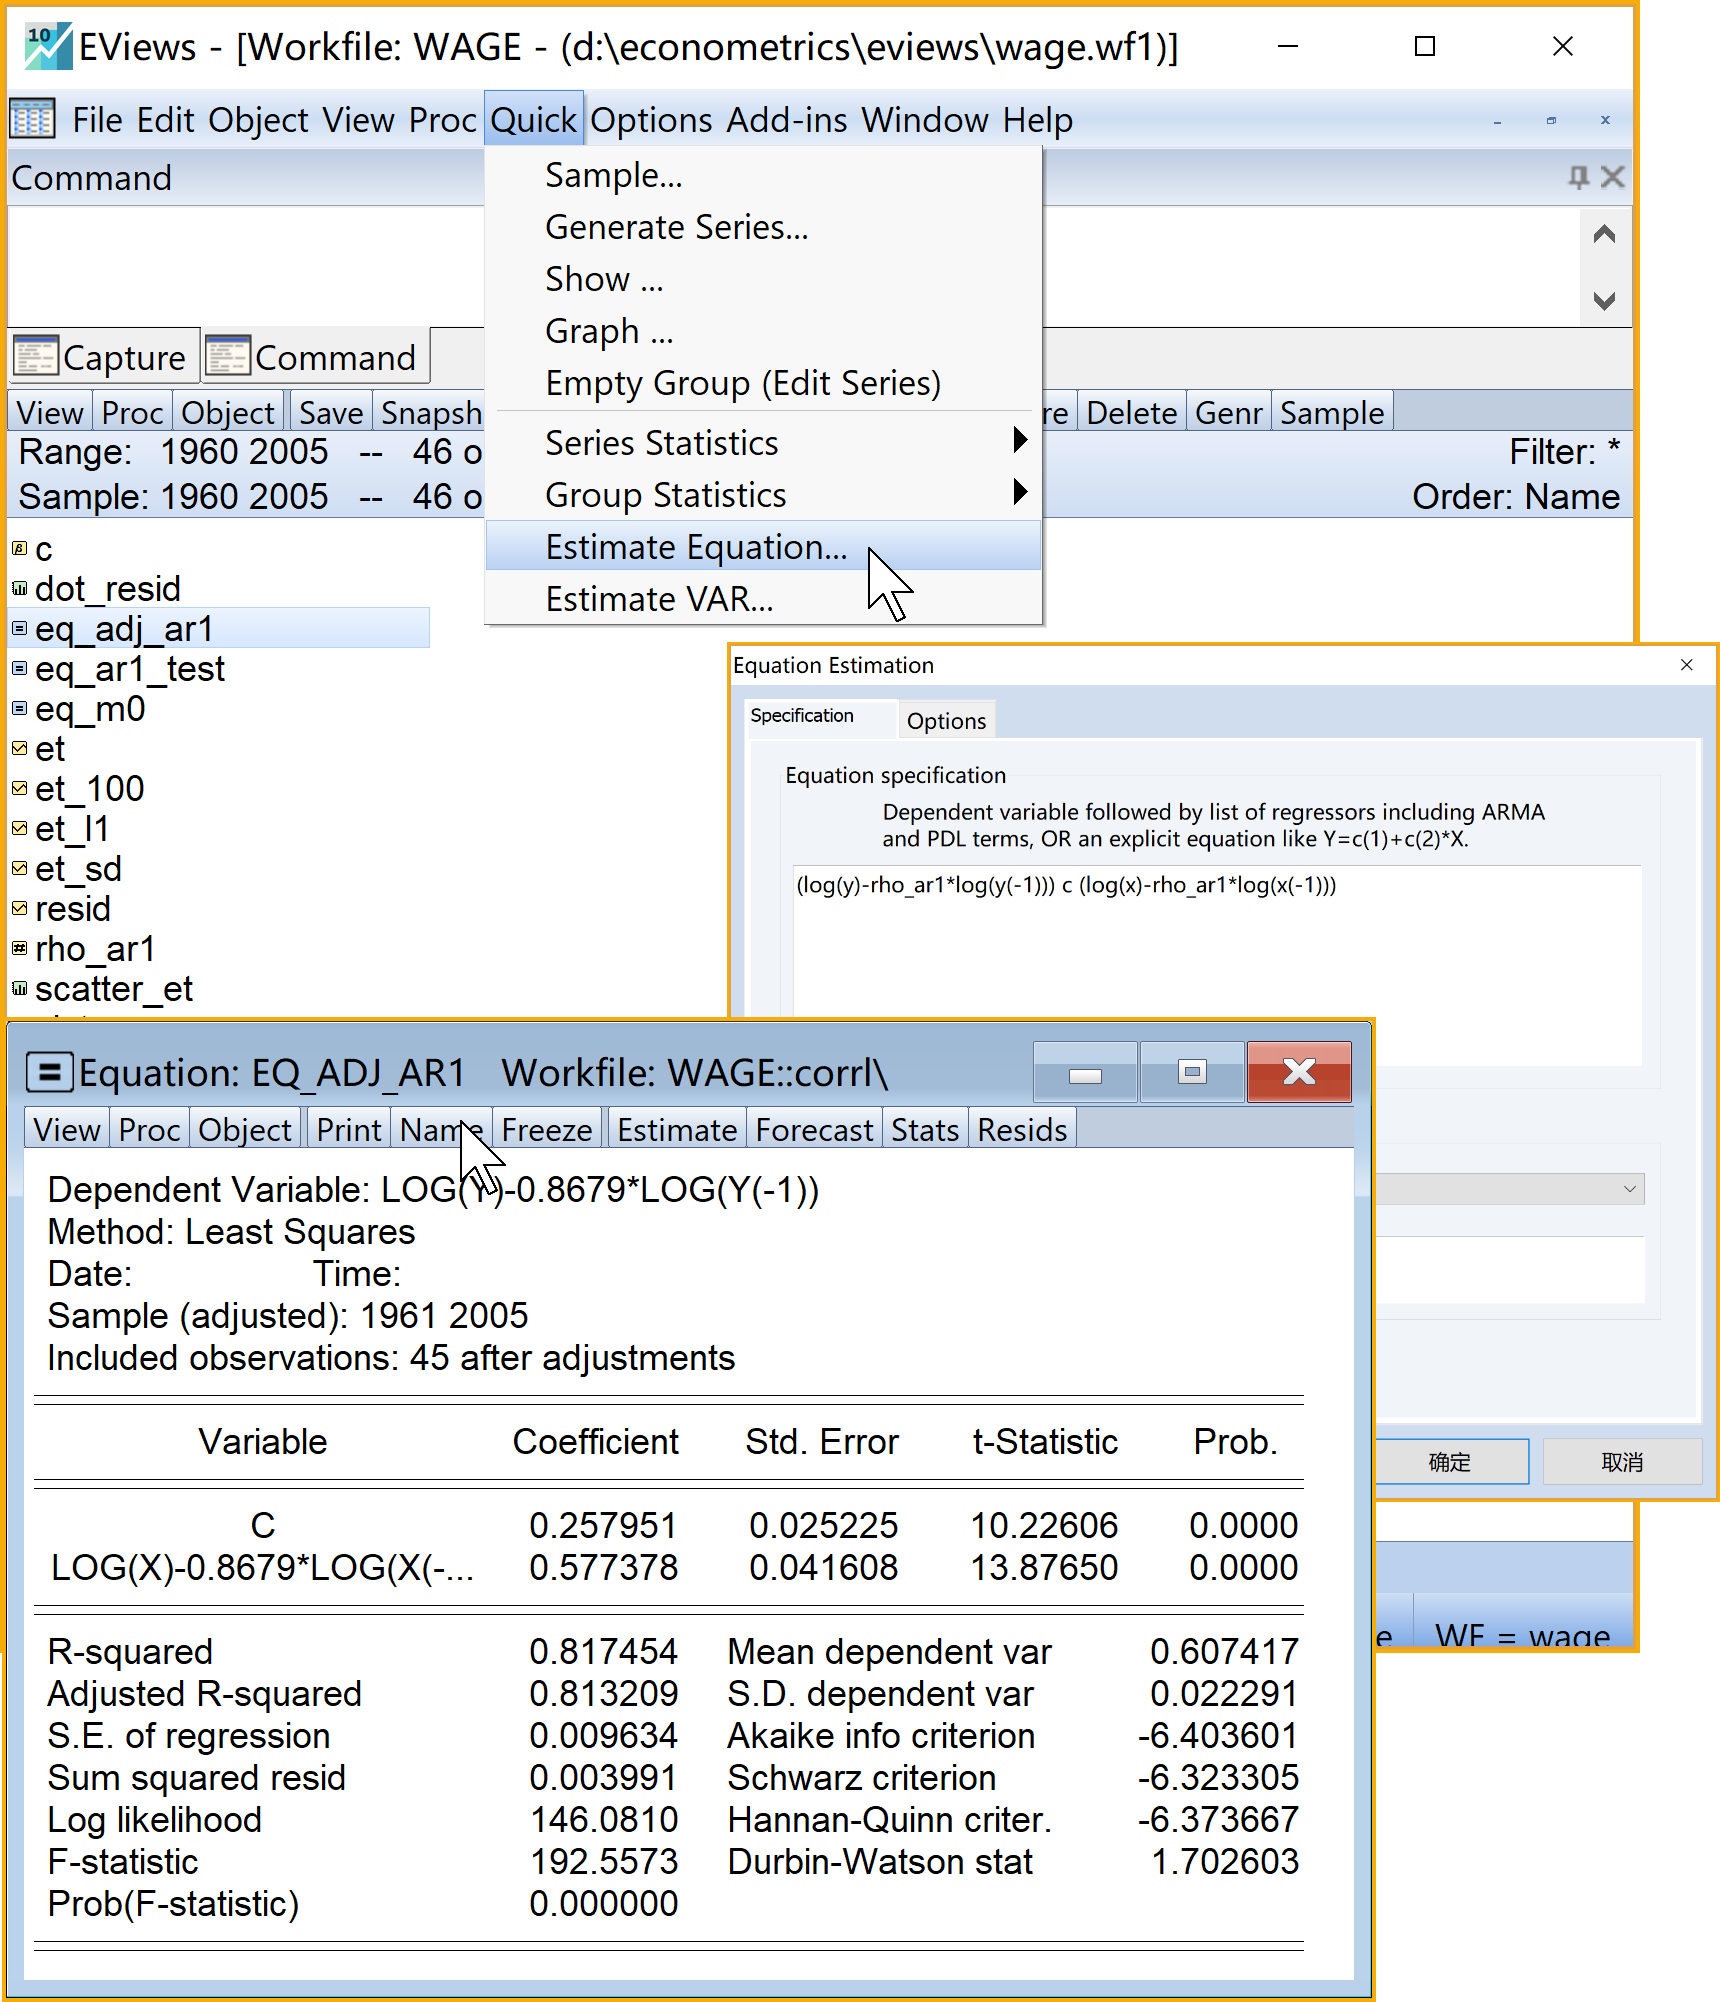 EViews - [Workfile: WAGE - (d:\econometrics\eviews\wage.wf1)]
File Edit Object View Proc Quick Options Add-ins Window Help
Command
Sample...
Generate Series...
Show ...
Graph ...
Empty Group (Edit Series)
Series Statistics
Group Statistics
Estimate Equation...
Estimate VAR...
Capture Command
View Proc Object Save Snapsh re Delete Genr Sample
Range: 1960 2005 -- 46 o Filter: *
Sample: 1960 2005 -- 46 o Order: Name
c
dot_resid
eq_adj_ar1
eq_ar1_test
eq_m0
et
et_100
et_l1
et_sd
resid
rho_ar1
scatter_et
Equation Estimation
Specification Options
Equation specification
Dependent variable followed by list of regressors including ARMA
and PDL terms, OR an explicit equation like Y=c(1)+c(2)*X.
(log(y)-rho_ar1*log(y(-1))) c (log(x)-rho_ar1*log(x(-1)))
确定 取消
e WF = wage
Equation: EQ_ADJ_AR1 Workfile: WAGE::corrl\
View Proc Object Print Name Freeze Estimate Forecast Stats Resids
Dependent Variable: LOG(Y)-0.8679*LOG(Y(-1))
Method: Least Squares
Date: Time:
Sample (adjusted): 1961 2005
Included observations: 45 after adjustments
Variable Coefficient Std. Error t-Statistic Prob.
C 0.257951 0.025225 10.22606 0.0000
LOG(X)-0.8679*LOG(X(-... 0.577378 0.041608 13.87650 0.0000
R-squared 0.817454 Mean dependent var 0.607417
Adjusted R-squared 0.813209 S.D. dependent var 0.022291
S.E. of regression 0.009634 Akaike info criterion -6.403601
Sum squared resid 0.003991 Schwarz criterion -6.323305
Log likelihood 146.0810 Hannan-Quinn criter. -6.373667
F-statistic 192.5573 Durbin-Watson stat 1.702603
Prob(F-statistic) 0.000000